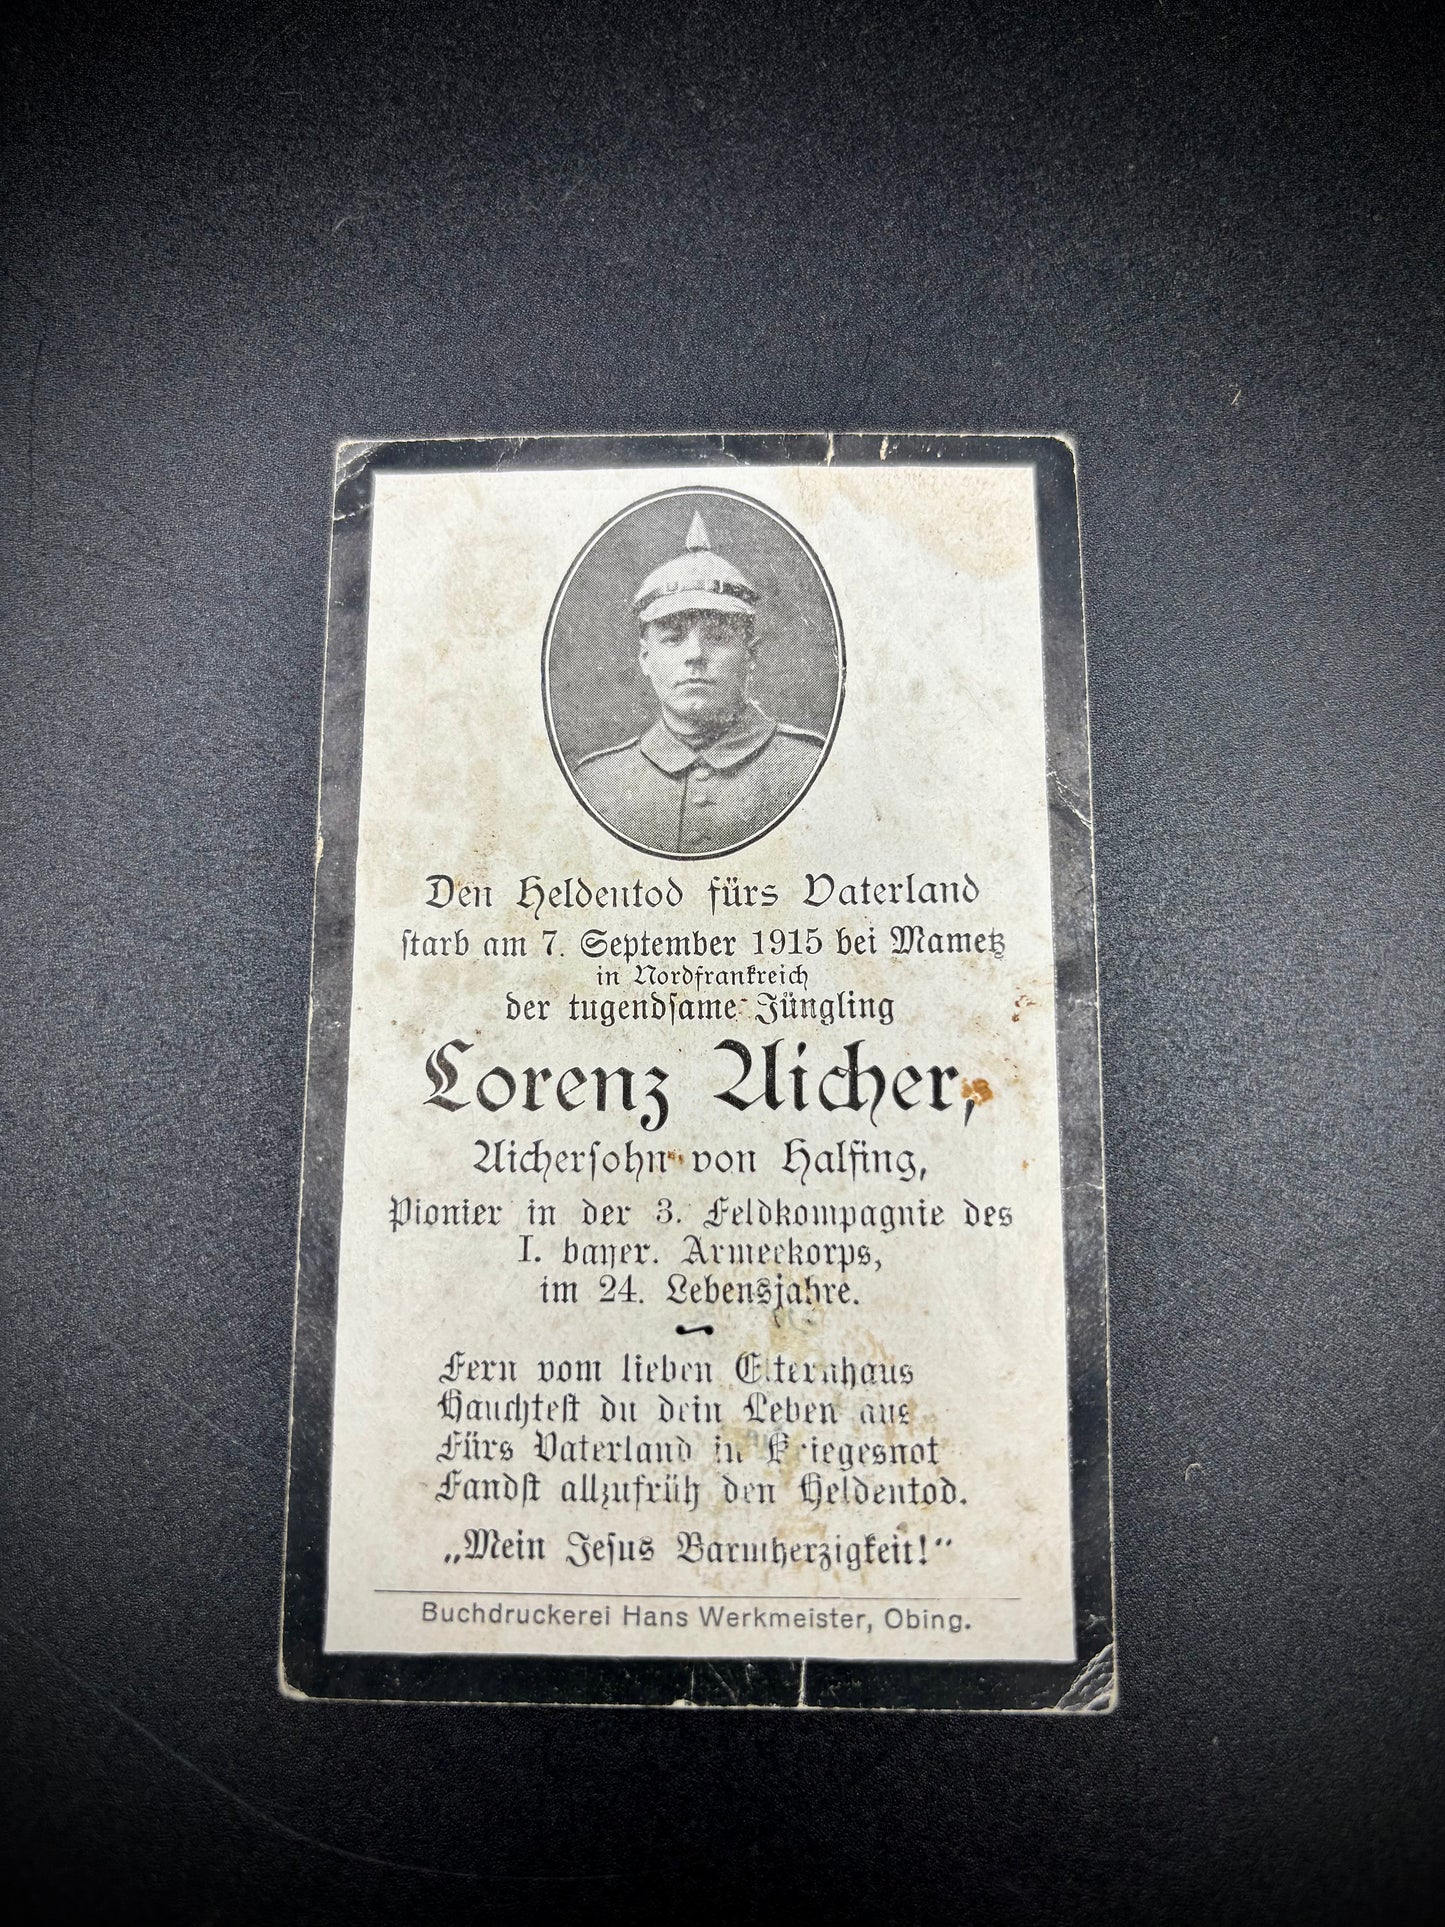 Den Heldentod fürs Vaterland
ſtarb am 7. September 1915 bei Mametz
in Nordfrankreich
der tugendſame Jüngling
Lorenz Aicher,
Aicherſohn von Halfing,
Pionier in der 3. Feldkompagnie des
I. bayer. Armeekorps,
im 24. Lebensjahre.
Fern vom lieben Elternhaus
Hauchteſt du dein Leben aus
Fürs Vaterland in Kriegesnot
Fandſt allzufrüh den Heldentod.
„Mein Jeſus Barmherzigkeit!“
Buchdruckerei Hans Werkmeister, Obing.